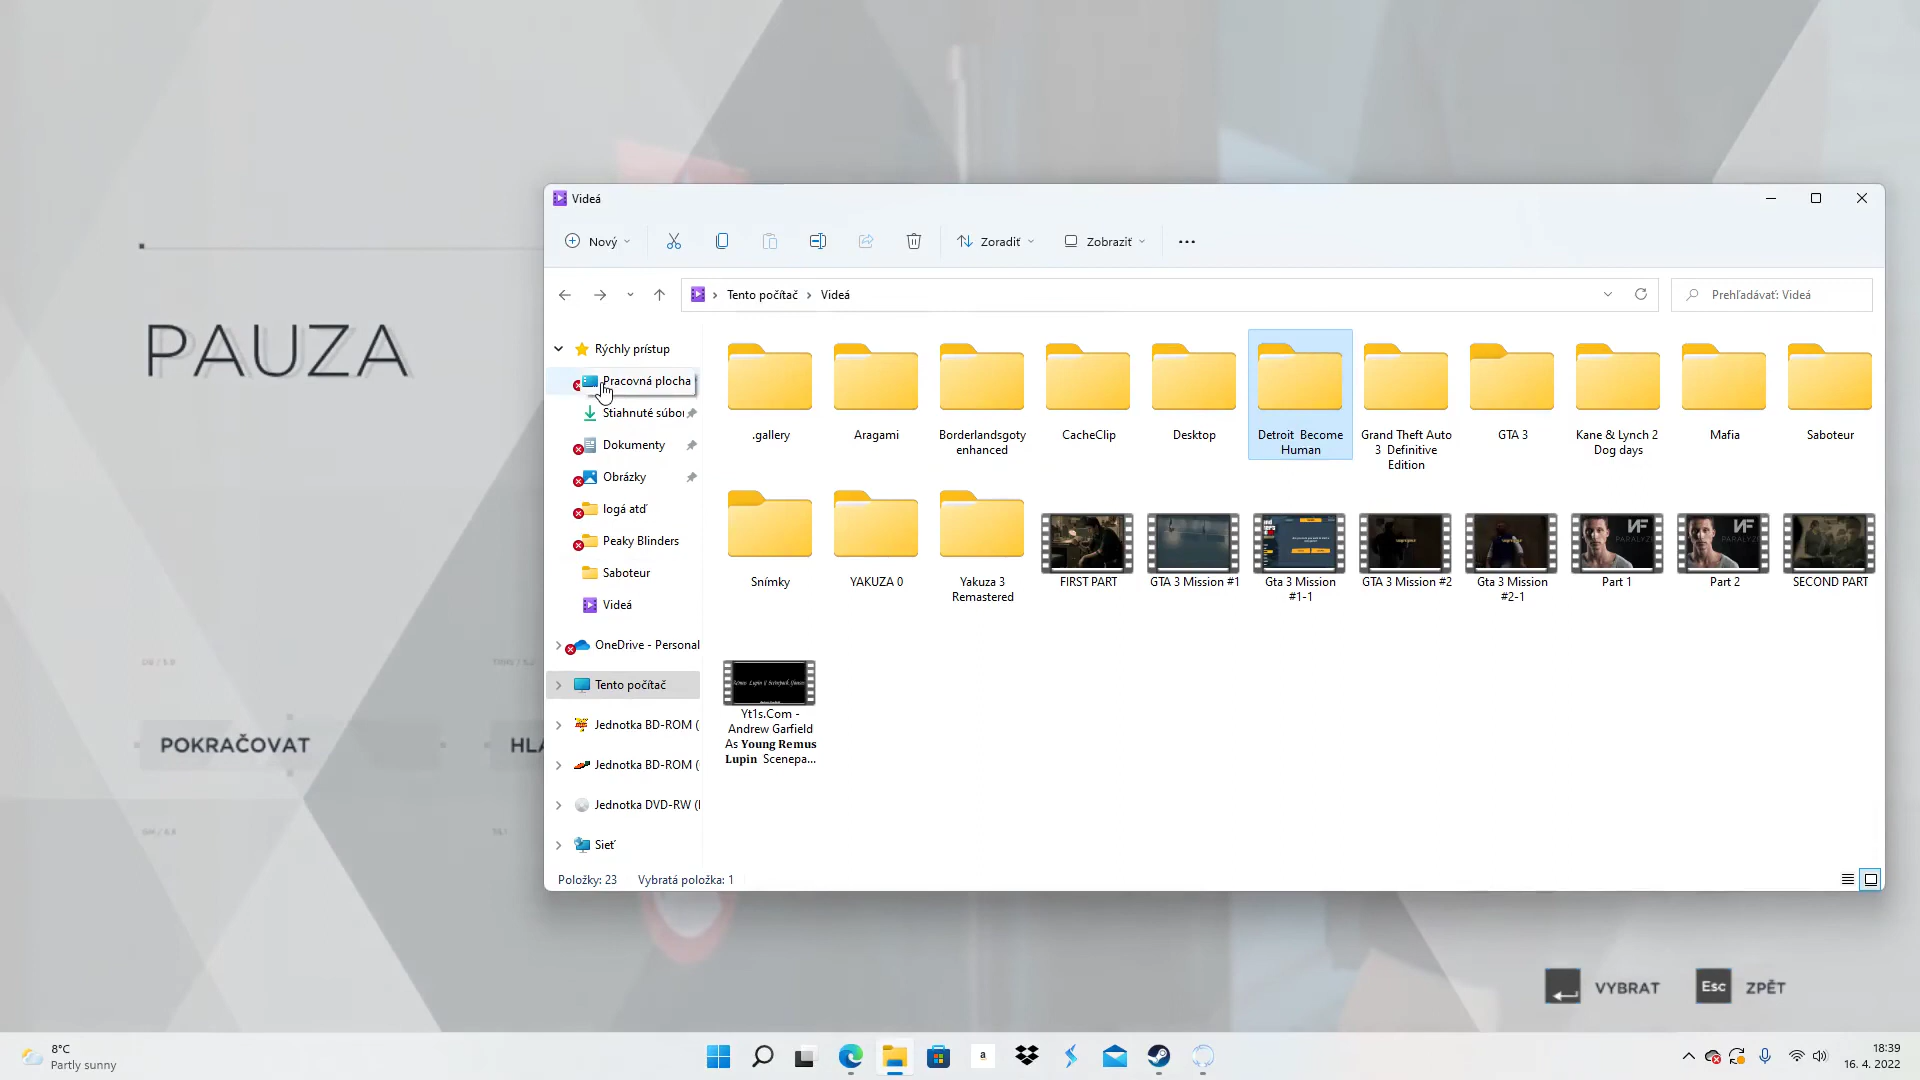 Videá
Nový
Zoradiť
Zobraziť
Tento počítač
Videá
Prehľadávať: Videá
PAUZA
Rýchly prístup
Pracovná plocha
Stiahnuté súbor
Dokumenty
Obrázky
logá atď
Peaky Blinders
Saboteur
Videá
OneDrive - Personal
Tento počítač
Jednotka BD-ROM (
Jednotka BD-ROM (
Jednotka DVD-RW (
Sieť
.gallery
Aragami
Borderlandsgoty
enhanced
CacheClip
Desktop
Detroit Become
Human
Grand Theft Auto
3 Definitive
Edition
GTA 3
Kane & Lynch 2
Dog days
Mafia
Saboteur
Snímky
YAKUZA 0
Yakuza 3
Remastered
FIRST PART
GTA 3 Mission #1
Gta 3 Mission
#1-1
GTA 3 Mission #2
Gta 3 Mission
#2-1
NF
PARALYZE
Part 1
NF
PARALYZE
Part 2
SECOND PART
Yt1s.Com -
Andrew Garfield
As Young Remus
Lupin Scenepa...
Položky: 23
Vybratá položka: 1
POKRAČOVAT
HLA
VYBRAT
Esc
ZPĚT
8°C
Partly sunny
a
18:39
16. 4. 2022